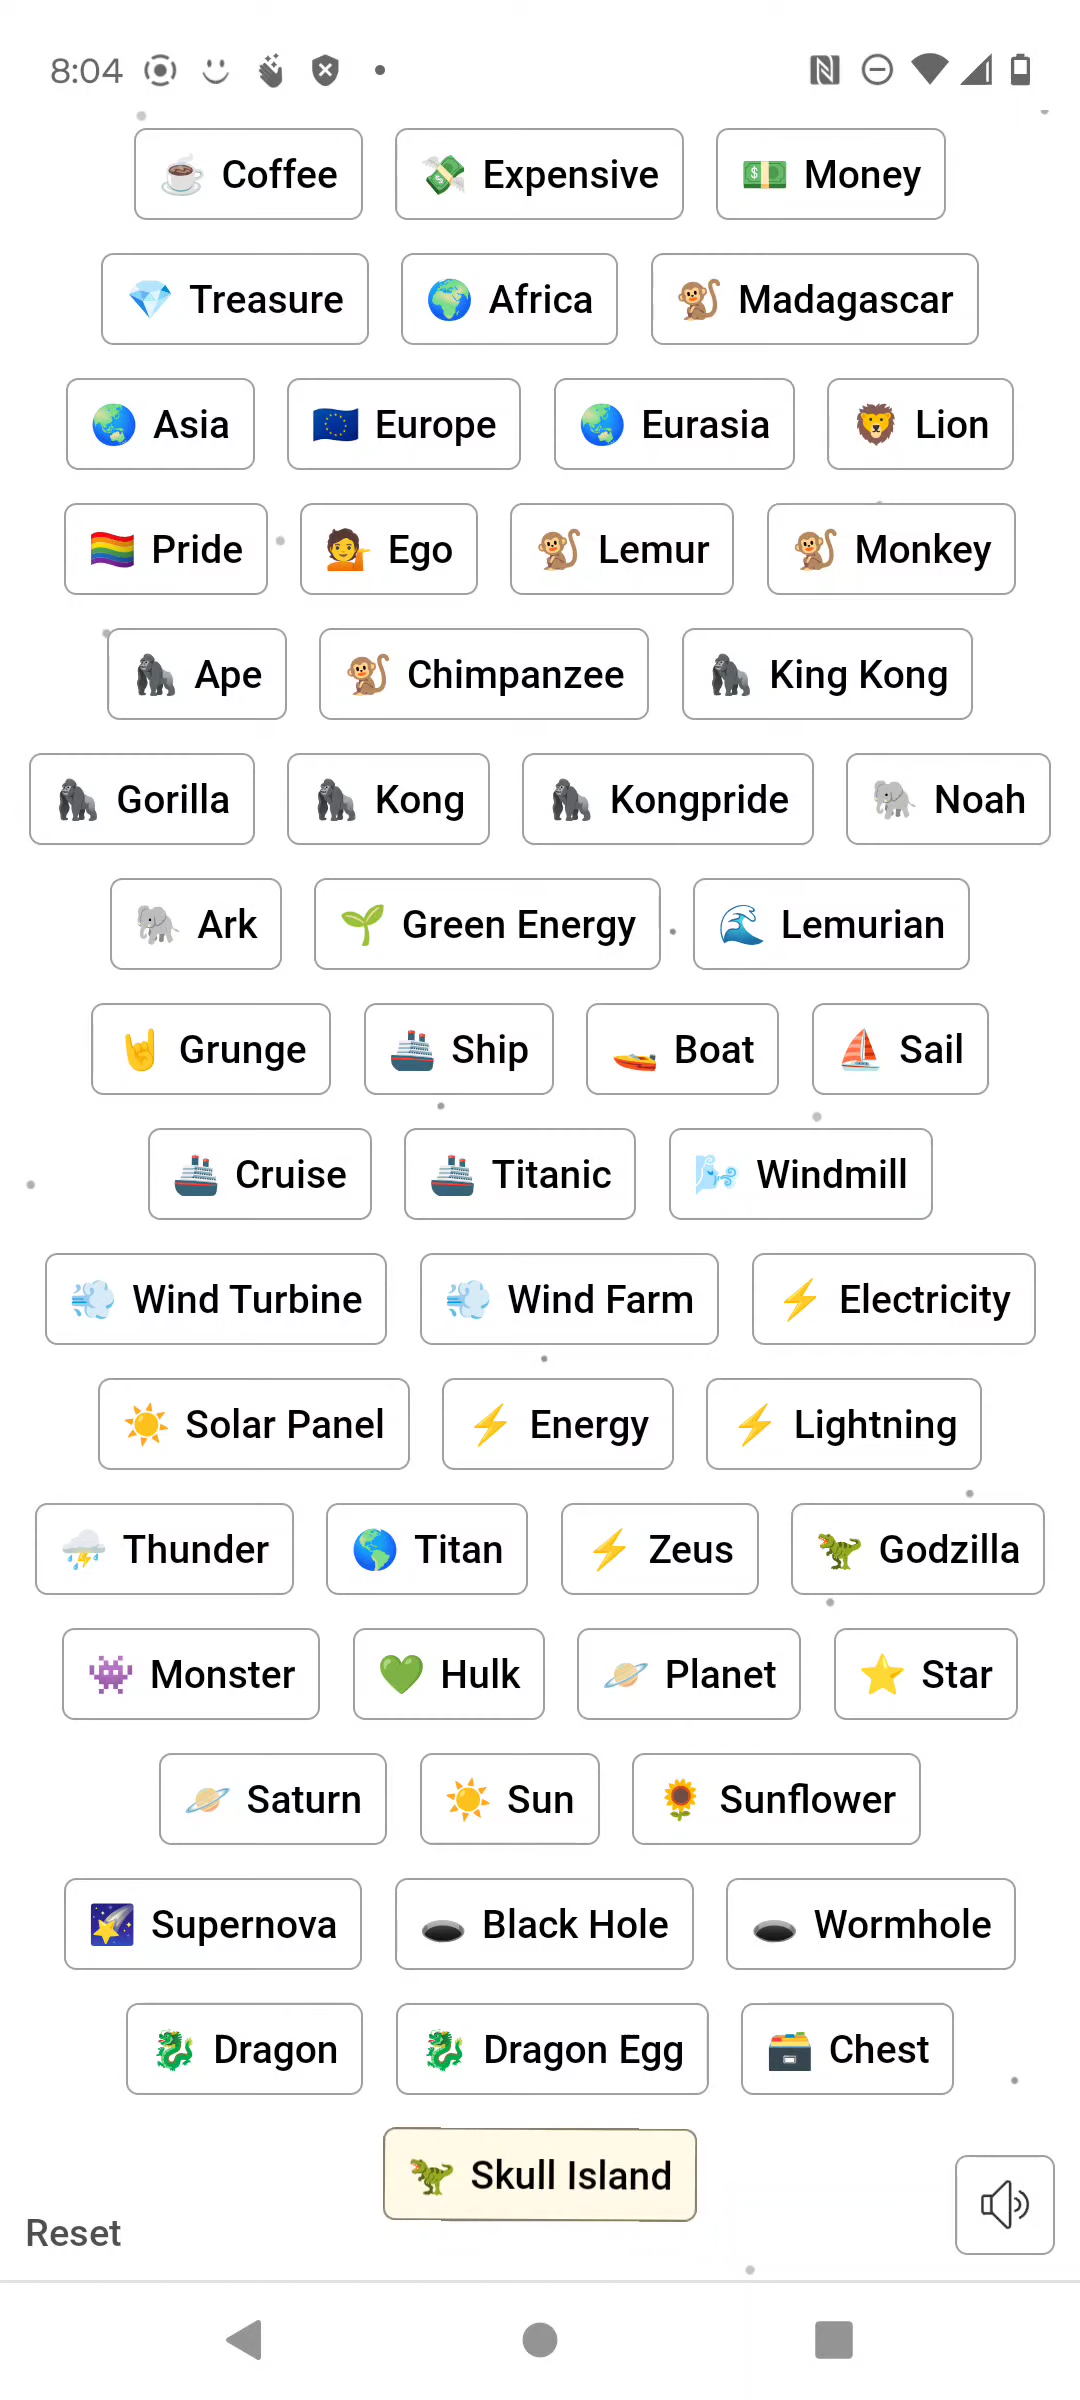 8:04
Coffee Expensive Money
Treasure Africa Madagascar
Asia Europe Eurasia Lion
Pride Ego Lemur Monkey
Ape Chimpanzee King Kong
Gorilla Kong Kongpride Noah
Ark Green Energy Lemurian
Grunge Ship Boat Sail
Cruise Titanic Windmill
Wind Turbine Wind Farm Electricity
Solar Panel Energy Lightning
Thunder Titan Zeus Godzilla
Monster Hulk Planet Star
Saturn Sun Sunflower
Supernova Black Hole Wormhole
Dragon Dragon Egg Chest
Skull Island
Reset